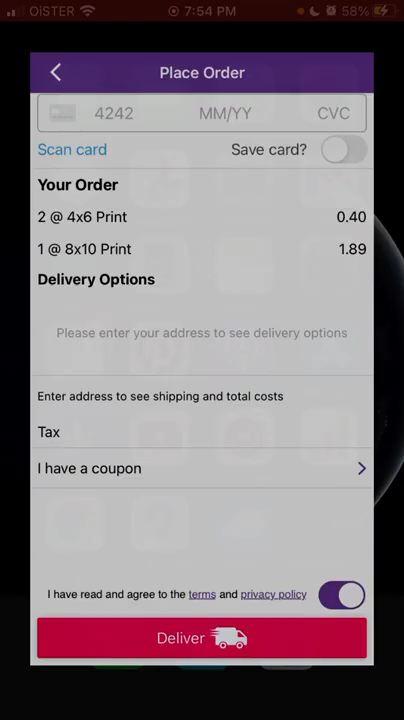 OiSTER 7:54 PM 58%
Place Order
4242 MM/YY CVC
Scan card Save card?
Your Order
2 @ 4x6 Print 0.40
1 @ 8x10 Print 1.89
Delivery Options
Please enter your address to see delivery options
Enter address to see shipping and total costs
Tax
I have a coupon
I have read and agree to the terms and privacy policy
Deliver